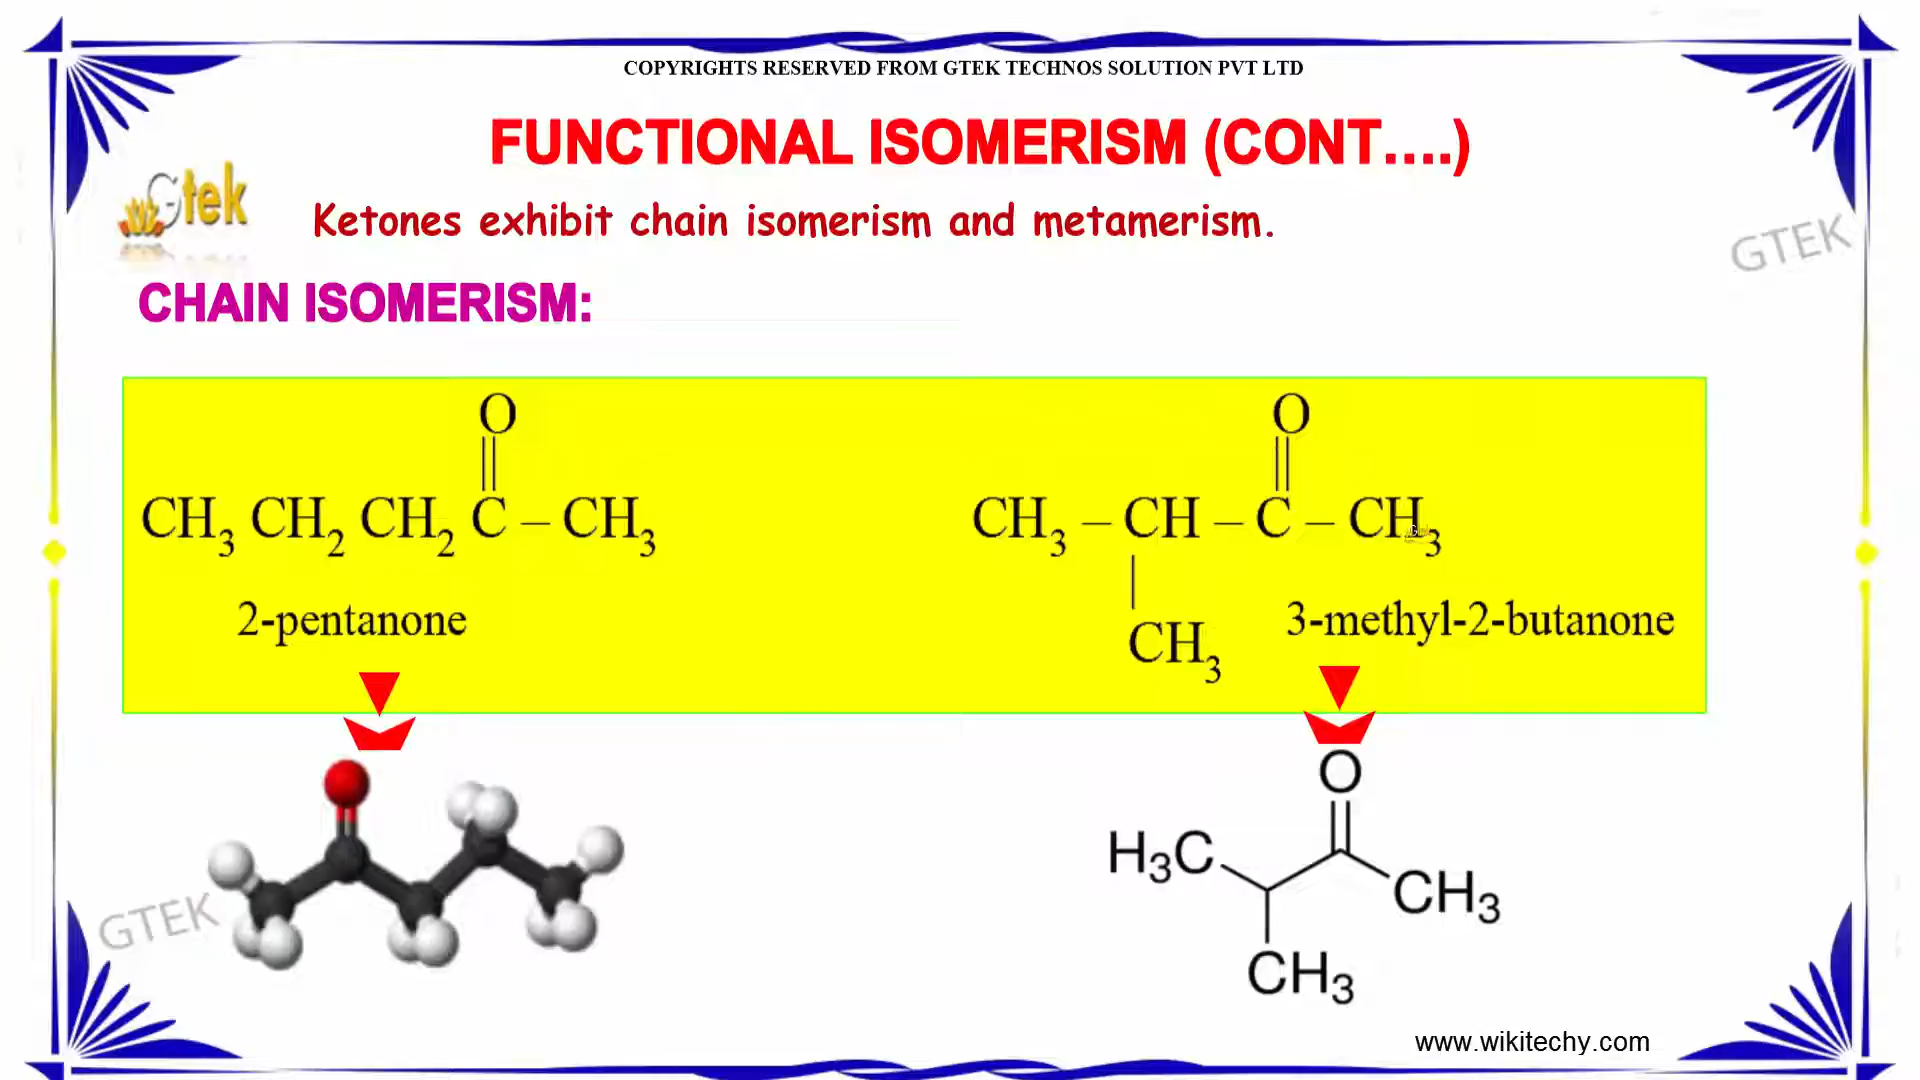 COPYRIGHTS RESERVED FROM GTEK TECHNOS SOLUTION PVT LTD
FUNCTIONAL ISOMERISM (CONT....)
Gtek
Ketones exhibit chain isomerism and metamerism.
GTEK
CHAIN ISOMERISM:
O O
CH₃ CH₂ CH₂ C – CH₃ CH₃ – CH – C – CH₃
2-pentanone 3-methyl-2-butanone
CH₃
O
H₃C
CH₃
GTEK
CH₃
www.wikitechy.com